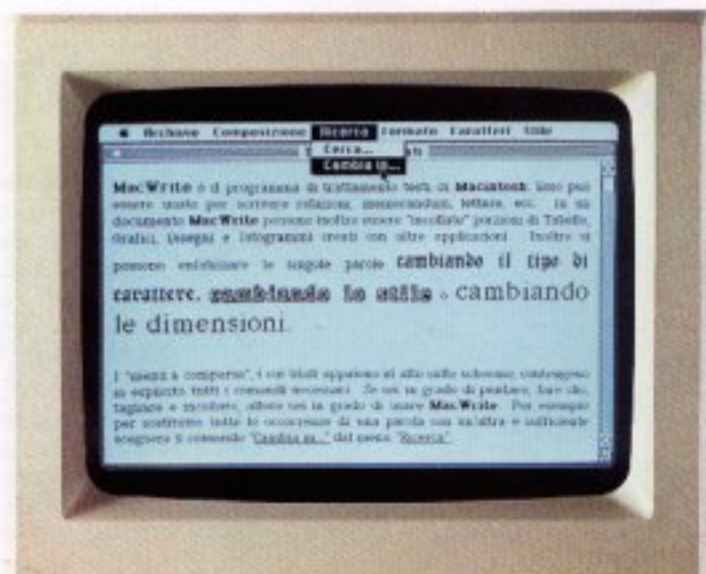 Archivio Composizione Ricerca Formato Caratteri Stile
Cerca...
Cambia in...
MacWrite è il programma di trattamento testi di Macintosh. Esso può
essere usato per scrivere relazioni, memorandum, lettere, ecc. In un
documento MacWrite possono inoltre essere "incollate" porzioni di Tabelle,
Grafici, Disegni e Istogrammi creati con altre applicazioni. Inoltre si
possono enfatizzare le singole parole cambiando il tipo di
carattere, cambiando lo stile o cambiando
le dimensioni.
I "menù a comparsa", i cui titoli appaiono in alto sullo schermo, contengono
in esplicito tutti i comandi necessari. Se sei in grado di puntare, fare clic,
tagliare e incollare, allora sei in grado di usare MacWrite. Per esempio
per sostituire tutte le occorrenze di una parola con un'altra è sufficiente
scegliere il comando "Cambia in..." dal menù "Ricerca".